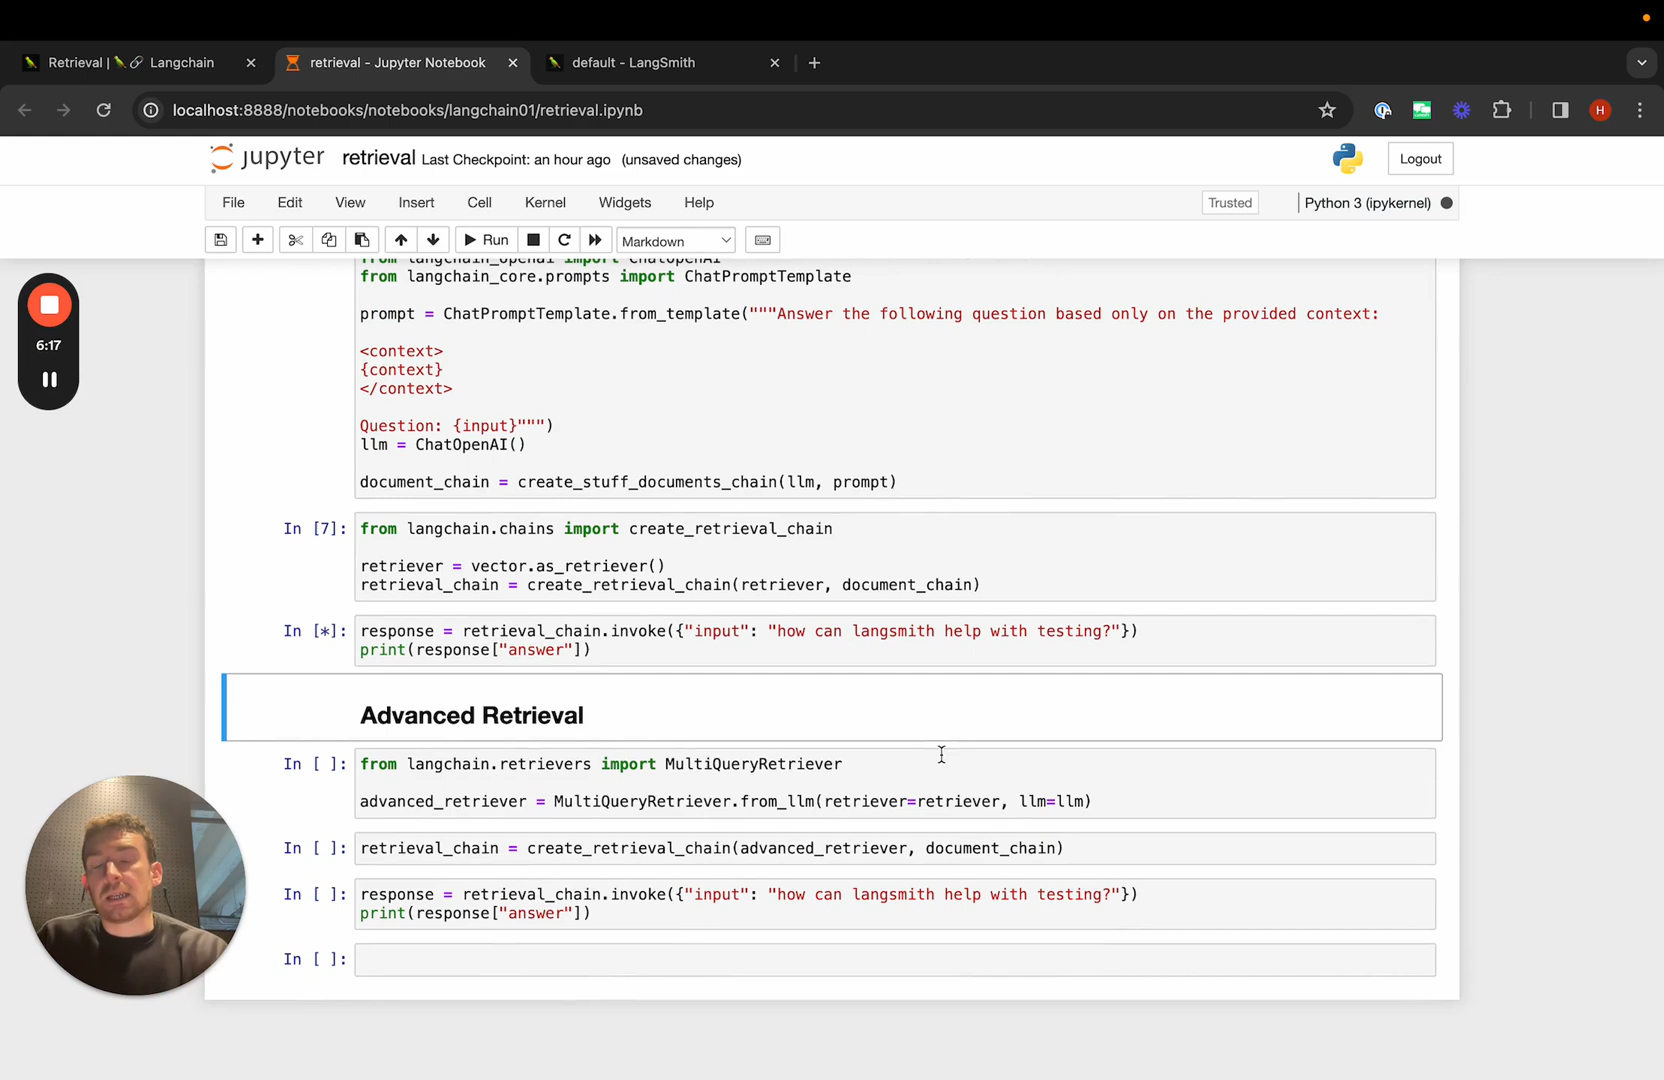 Retrieval | Langchain
retrieval - Jupyter Notebook
default - LangSmith
localhost:8888/notebooks/notebooks/langchain01/retrieval.ipynb
H
jupyter retrieval Last Checkpoint: an hour ago (unsaved changes)
Logout
File Edit View Insert Cell Kernel Widgets Help
Trusted
Python 3 (ipykernel)
Run
Markdown
6:17
from langchain_openai import ChatOpenAI
from langchain_core.prompts import ChatPromptTemplate
prompt = ChatPromptTemplate.from_template("""Answer the following question based only on the provided context:
<context>
{context}
</context>
Question: {input}""")
llm = ChatOpenAI()
document_chain = create_stuff_documents_chain(llm, prompt)
In [7]: from langchain.chains import create_retrieval_chain
retriever = vector.as_retriever()
retrieval_chain = create_retrieval_chain(retriever, document_chain)
In [*]: response = retrieval_chain.invoke({"input": "how can langsmith help with testing?"})
print(response["answer"])
Advanced Retrieval
In [ ]: from langchain.retrievers import MultiQueryRetriever
advanced_retriever = MultiQueryRetriever.from_llm(retriever=retriever, llm=llm)
In [ ]: retrieval_chain = create_retrieval_chain(advanced_retriever, document_chain)
In [ ]: response = retrieval_chain.invoke({"input": "how can langsmith help with testing?"})
print(response["answer"])
In [ ]: